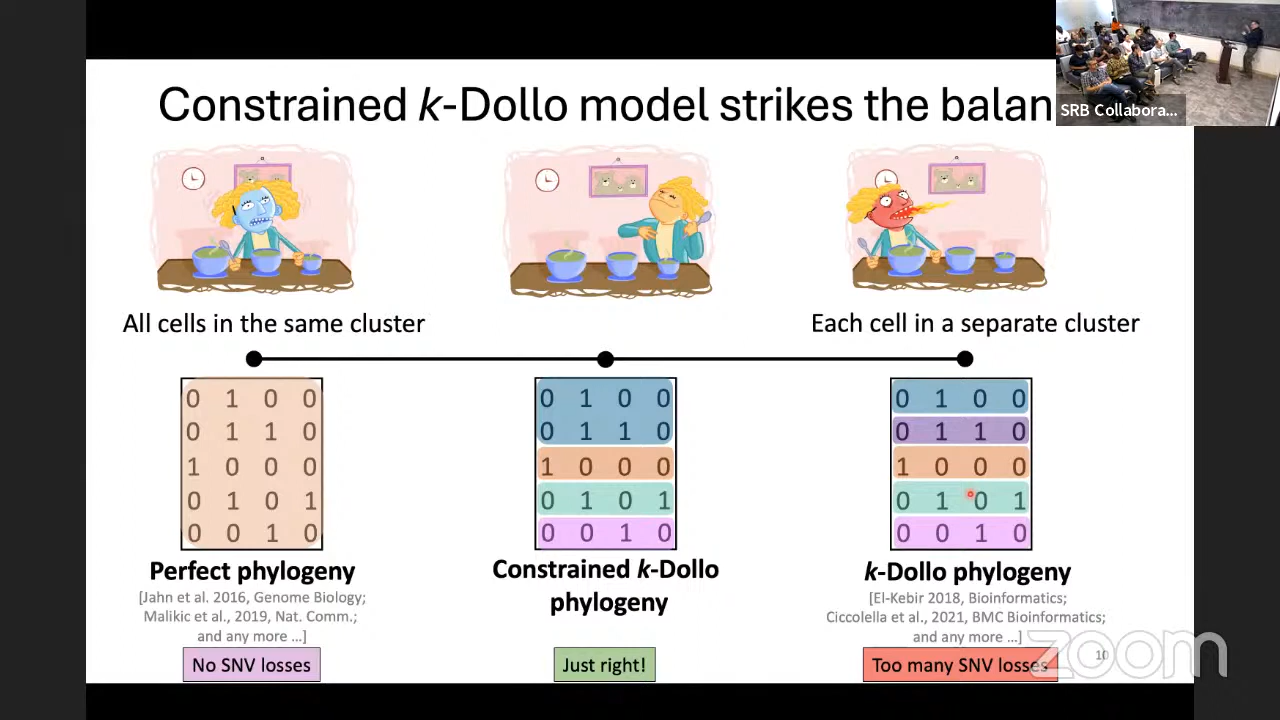 Constrained k-Dollo model strikes the balan
SRB Collabora...
All cells in the same cluster
Each cell in a separate cluster
0 1 0 0
0 1 1 0
1 0 0 0
0 1 0 1
0 0 1 0
0 1 0 0
0 1 1 0
1 0 0 0
0 1 0 1
0 0 1 0
0 1 0 0
0 1 1 0
1 0 0 0
0 1 0 1
0 0 1 0
Perfect phylogeny
[Jahn et al. 2016, Genome Biology;
Malikic et al., 2019, Nat. Comm.;
and any more ...]
No SNV losses
Constrained k-Dollo
phylogeny
Just right!
k-Dollo phylogeny
[El-Kebir 2018, Bioinformatics;
Ciccolella et al., 2021, BMC Bioinformatics;
and any more ...]
Too many SNV losses
10
zoom